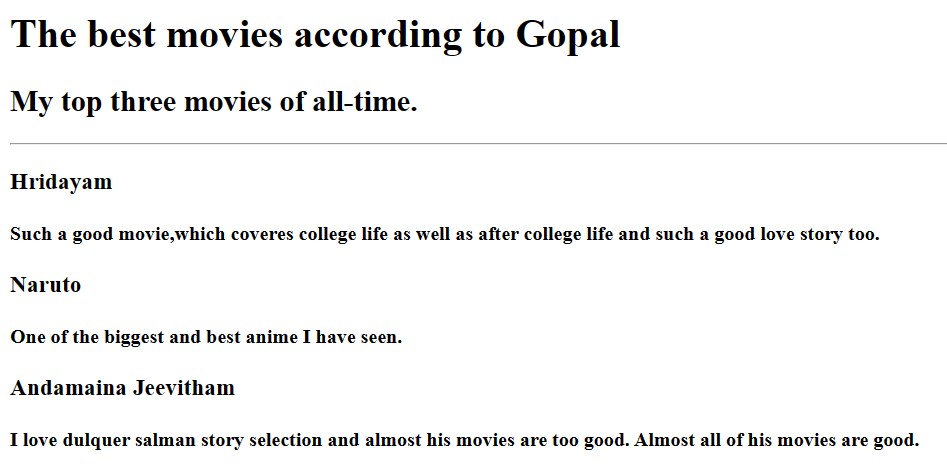 The best movies according to Gopal
My top three movies of all-time.
Hridayam
Such a good movie,which coveres college life as well as after college life and such a good love story too.
Naruto
One of the biggest and best anime I have seen.
Andamaina Jeevitham
I love dulquer salman story selection and almost his movies are too good. Almost all of his movies are good.